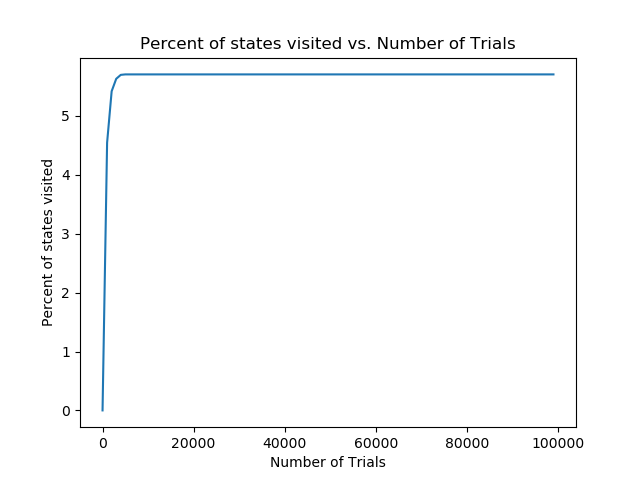 Percent of states visited vs. Number of Trials
Percent of states visited
5
4
3
2
1
0
0 20000 40000 60000 80000 100000
Number of Trials